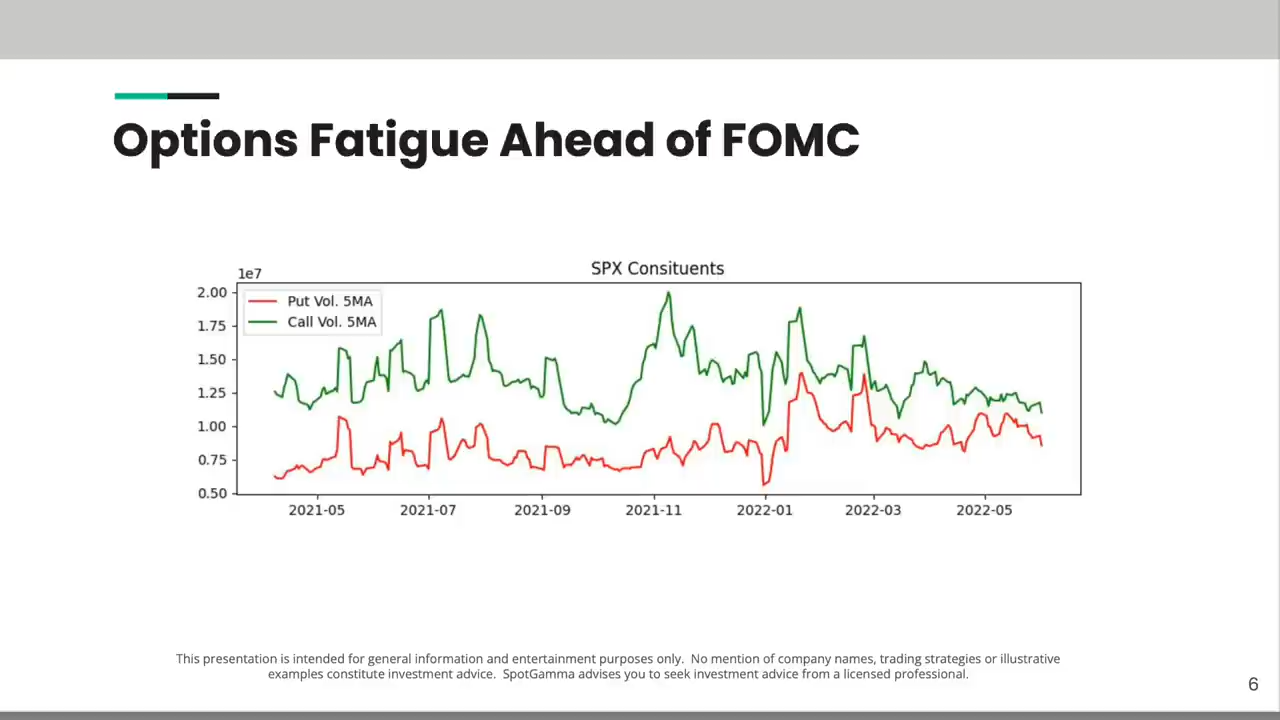 Options Fatigue Ahead of FOMC
SPX Consituents
1e7
Put Vol. 5MA
Call Vol. 5MA
2.00
1.75
1.50
1.25
1.00
0.75
0.50
2021-05 2021-07 2021-09 2021-11 2022-01 2022-03 2022-05
This presentation is intended for general information and entertainment purposes only. No mention of company names, trading strategies or illustrative
examples constitute investment advice. SpotGamma advises you to seek investment advice from a licensed professional.
6